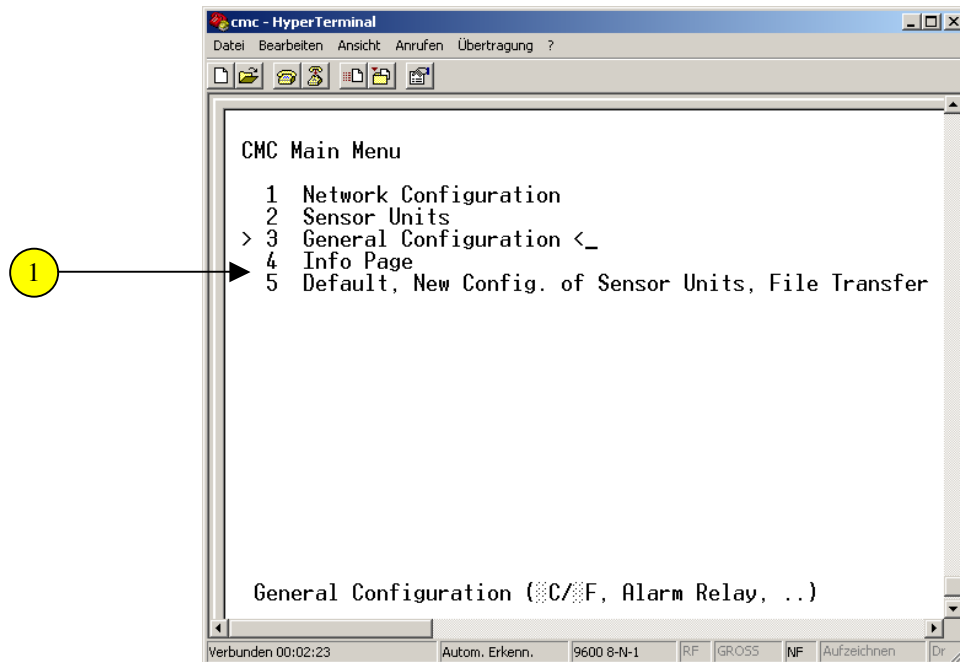 cmc - HyperTerminal
Datei Bearbeiten Ansicht Anrufen Übertragung ?
CMC Main Menu
1 Network Configuration
2 Sensor Units
> 3 General Configuration <_
4 Info Page
5 Default, New Config. of Sensor Units, File Transfer
1
General Configuration (░C/░F, Alarm Relay, ..)
Verbunden 00:02:23 Autom. Erkenn. 9600 8-N-1 RF GROSS NF Aufzeichnen Dr